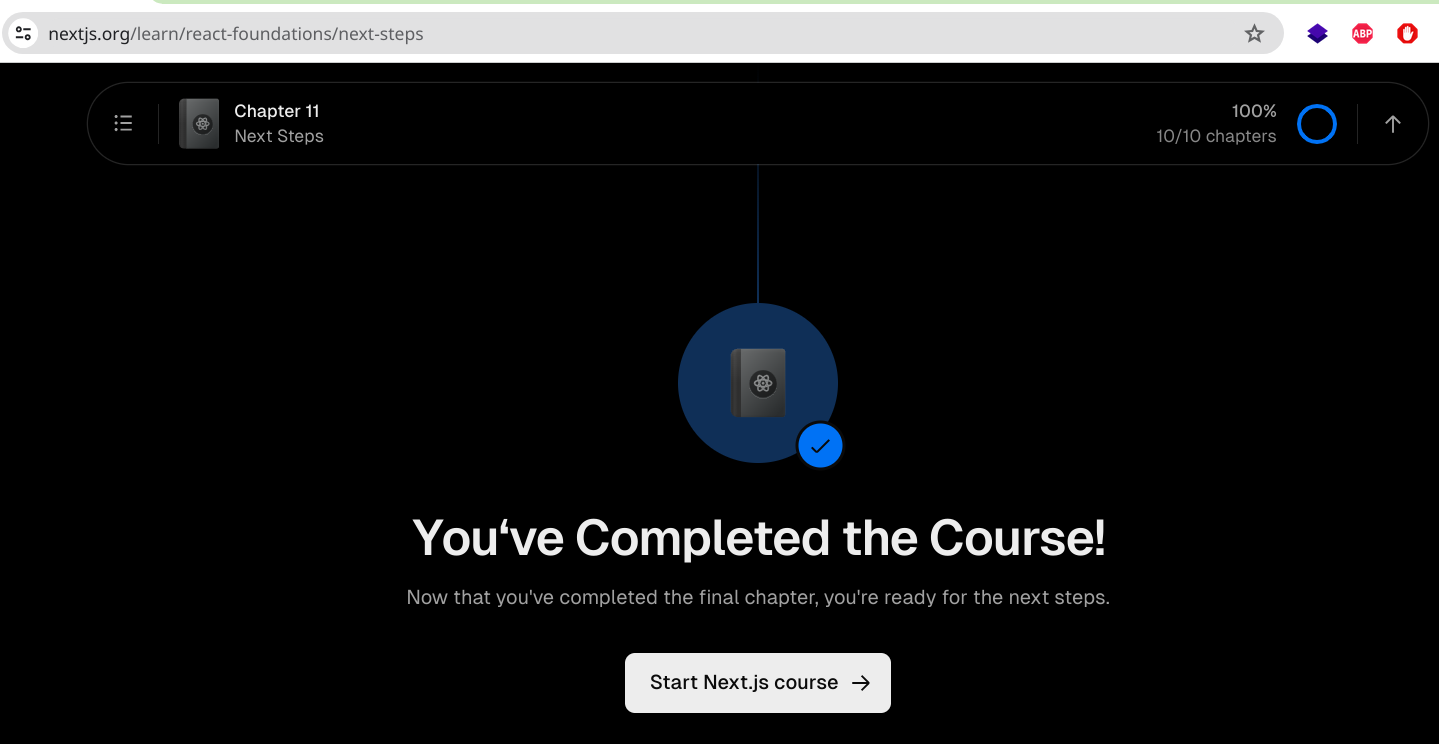 nextjs.org/learn/react-foundations/next-steps
ABP
Chapter 11
Next Steps
100%
10/10 chapters
You‘ve Completed the Course!
Now that you've completed the final chapter, you're ready for the next steps.
Start Next.js course →